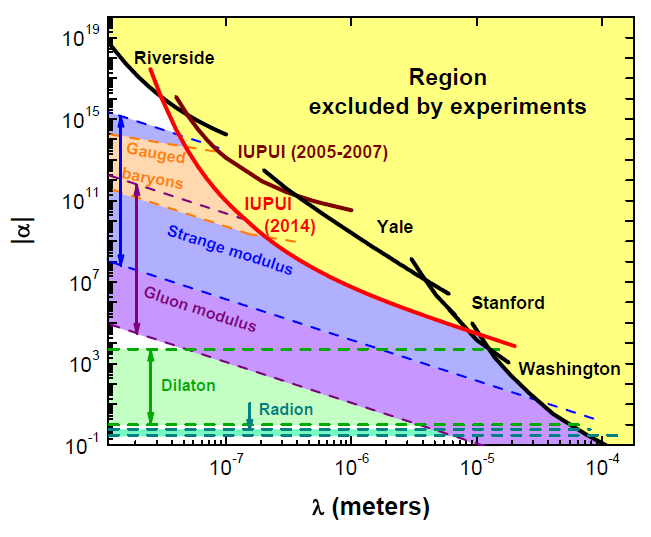 10^19
10^15
10^11
10^7
10^3
10^-1
|α|
Riverside
Region
excluded by experiments
IUPUI (2005-2007)
Gauged
baryons
IUPUI
(2014)
Yale
Strange modulus
Gluon modulus
Stanford
Washington
Dilaton
Radion
10^-7
10^-6
10^-5
10^-4
λ (meters)